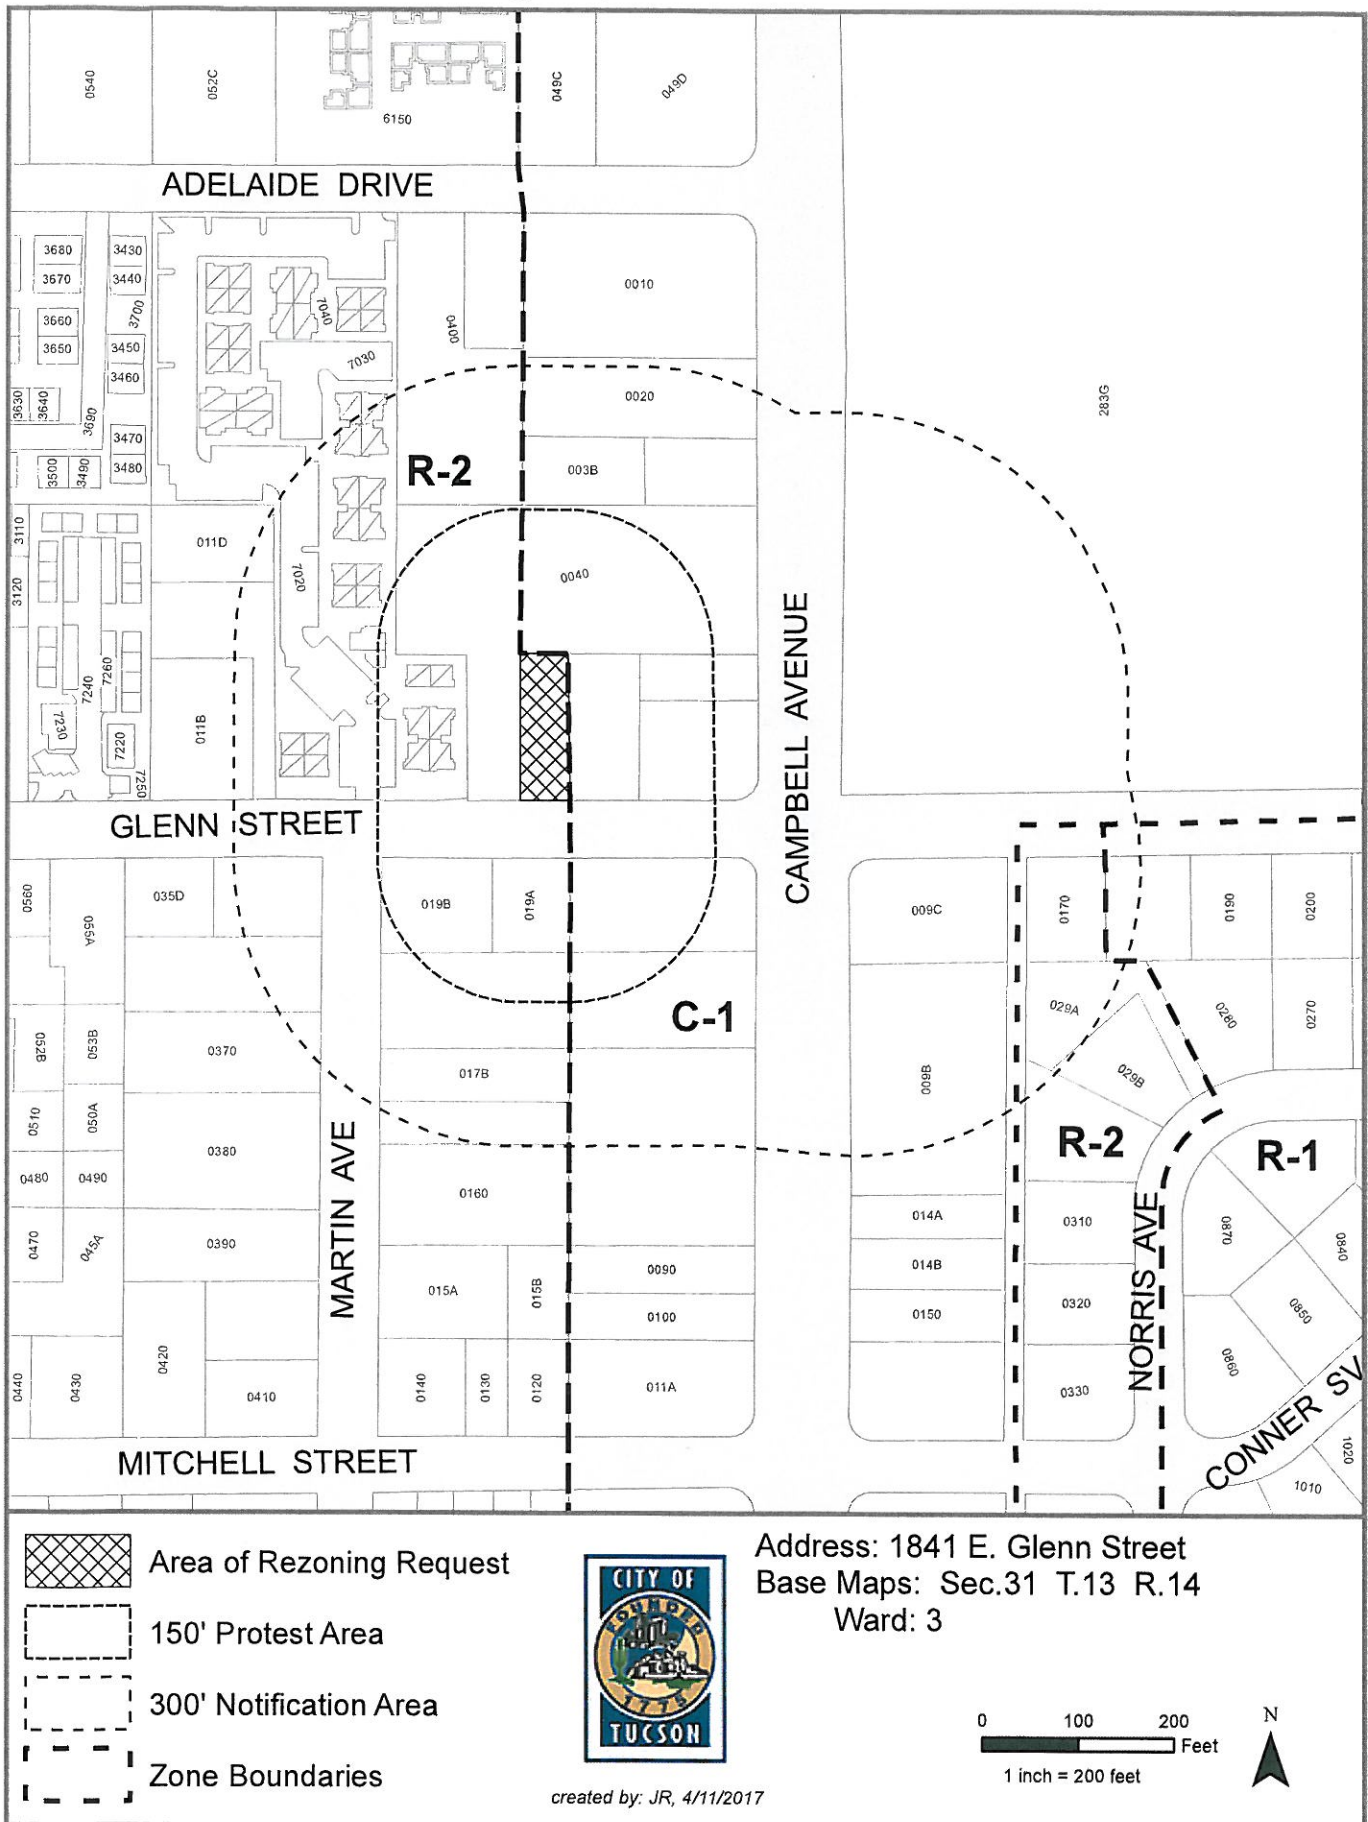 0540
052C
6150
049C
049D
ADELAIDE DRIVE
3680
3430
3670
3440
7040
0010
3660
3700
0400
3650
3450
7030
3460
0020
283G
3630
3640
3690
R-2
3470
003B
3500
3490
3480
3110
011D
0040
3120
7020
CAMPBELL AVENUE
7260
7240
7230
011B
7220
7250
GLENN STREET
0560
055A
035D
019B
019A
009C
0170
0190
0200
C-1
029A
0280
0270
052B
053B
0370
017B
009B
029B
0510
050A
0380
R-2
R-1
0480
0490
MARTIN AVE
0160
014A
0310
NORRIS AVE
0870
0840
0470
045A
0390
015A
015B
0090
014B
0100
0150
0320
0850
0440
0430
0420
0410
0140
0130
0120
011A
0330
0860
MITCHELL STREET
CONNER SV
1020
1010
Area of Rezoning Request
150' Protest Area
300' Notification Area
Zone Boundaries
CITY OF
FOUNDED
1775
TUCSON
created by: JR, 4/11/2017
Address: 1841 E. Glenn Street
Base Maps: Sec.31 T.13 R.14
Ward: 3
0 100 200
Feet
1 inch = 200 feet
N